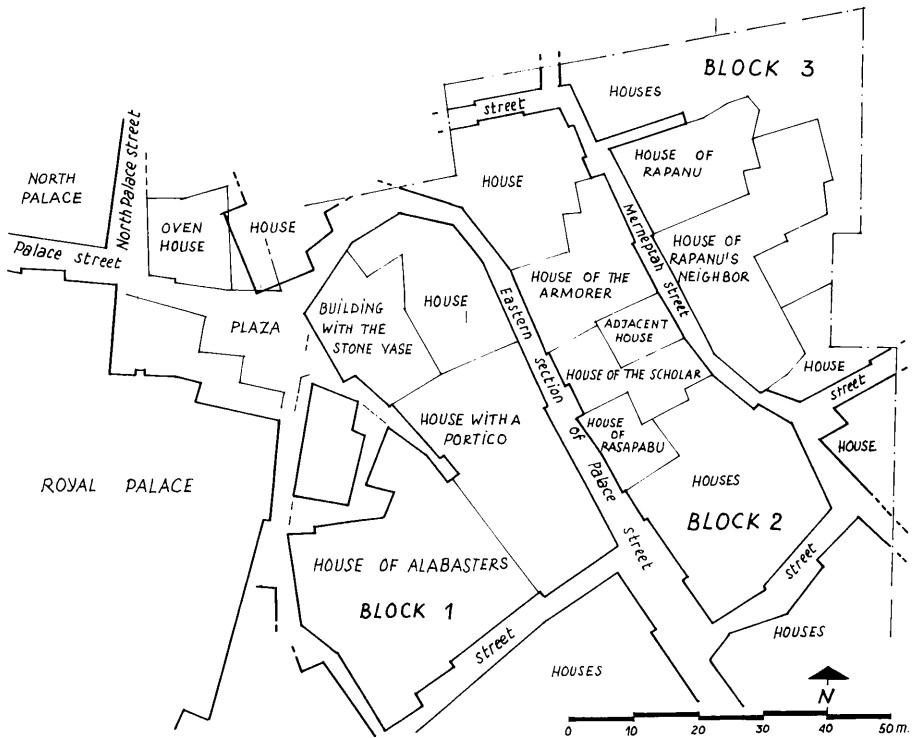 BLOCK 3
HOUSES
street
HOUSE OF
RAPANU
NORTH
PALACE
North Palace street
HOUSE
OVEN
HOUSE
HOUSE
Merneptah street
Palace street
HOUSE OF
RAPANU'S
NEIGHBOR
HOUSE OF THE
ARMORER
BUILDING
WITH THE
STONE VASE
HOUSE
PLAZA
ADJACENT
HOUSE
Eastern section of Palace street
HOUSE OF THE SCHOLAR
HOUSE
street
HOUSE WITH A
PORTICO
HOUSE
OF
RASAPABU
HOUSE
ROYAL PALACE
HOUSES
BLOCK 2
HOUSE OF ALABASTERS
BLOCK 1
street
street
HOUSES
HOUSES
N
0 10 20 30 40 50 m.